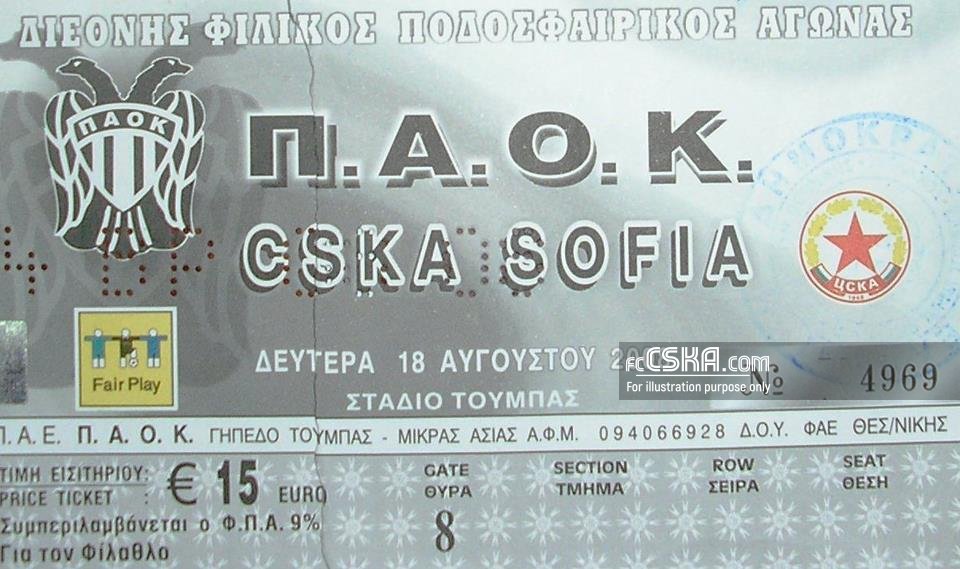 ΔΙΕΘΝΗΣ ΦΙΛΙΚΟΣ ΠΟΔΟΣΦΑΙΡΙΚΟΣ ΑΓΩΝΑΣ
ΠΑΟΚ
Π.Α.Ο.Κ.
CSKA SOFIA
ЦСКА
1948
Fair Play
ΔΕΥΤΕΡΑ 18 ΑΥΓΟΥΣΤΟΥ
fcCSKA.com
For illustration purpose only
№ 4969
ΣΤΑΔΙΟ ΤΟΥΜΠΑΣ
Π.Α.Ε. Π.Α.Ο.Κ. ΓΗΠΕΔΟ ΤΟΥΜΠΑΣ - ΜΙΚΡΑΣ ΑΣΙΑΣ Α.Φ.Μ. 094066928 Δ.Ο.Υ. ΦΑΕ ΘΕΣ/ΝΙΚΗΣ
ΤΙΜΗ ΕΙΣΙΤΗΡΙΟΥ:
PRICE TICKET : € 15 EURO
Συμπεριλαμβάνεται ο Φ.Π.Α. 9%
Για τον Φίλαθλο
GATE SECTION ROW SEAT
ΘΥΡΑ ΤΜΗΜΑ ΣΕΙΡΑ ΘΕΣΗ
8